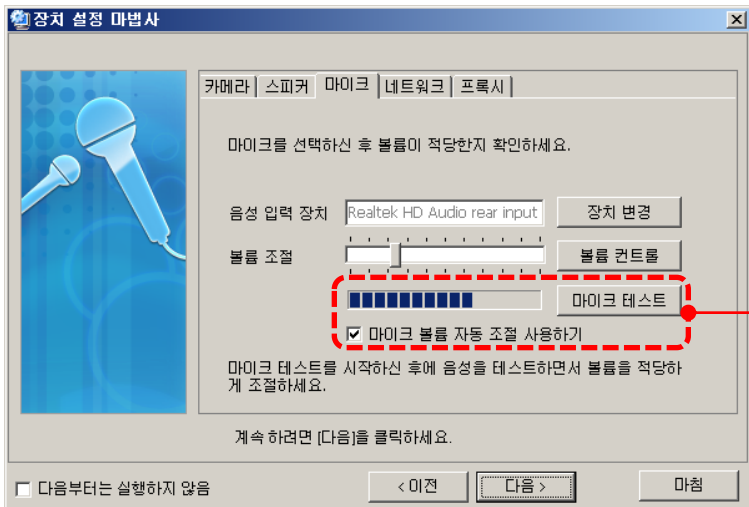 장치 설정 마법사
카메라 스피커 마이크 네트워크 프록시
마이크를 선택하신 후 볼륨이 적당한지 확인하세요.
음성 입력 장치 Realtek HD Audio rear input 장치 변경
볼륨 조절 볼륨 컨트롤
마이크 테스트
마이크 볼륨 자동 조절 사용하기
마이크 테스트를 시작하신 후에 음성을 테스트하면서 볼륨을 적당하
게 조절하세요.
계속 하려면 [다음]을 클릭하세요.
다음부터는 실행하지 않음 < 이전 다음 > 마침